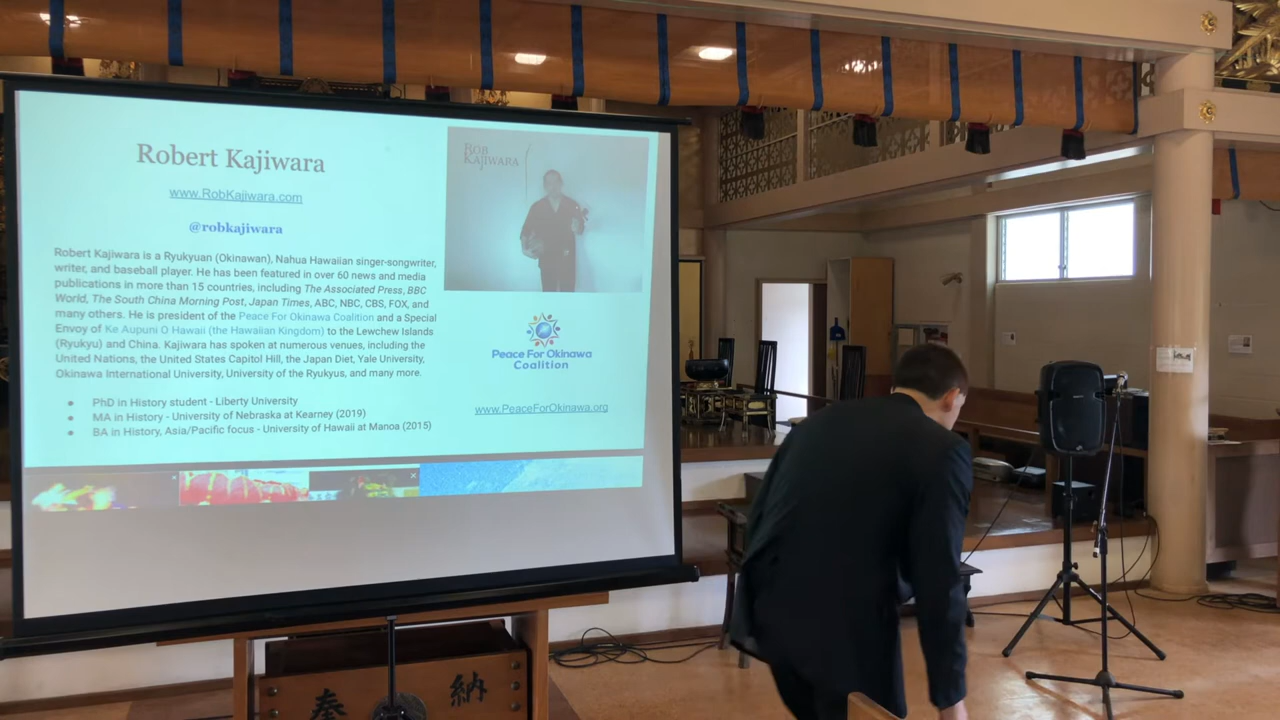 Robert Kajiwara
www.RobKajiwara.com
@robkajiwara
Robert Kajiwara is a Ryukyuan (Okinawan), Nahua Hawaiian singer-songwriter,
writer, and baseball player. He has been featured in over 60 news and media
publications in more than 15 countries, including The Associated Press, BBC
World, The South China Morning Post, Japan Times, ABC, NBC, CBS, FOX, and
many others. He is president of the Peace For Okinawa Coalition and a Special
Envoy of Ke Aupuni O Hawaii (the Hawaiian Kingdom) to the Lewchew Islands
(Ryukyu) and China. Kajiwara has spoken at numerous venues, including the
United Nations, the United States Capitol Hill, the Japan Diet, Yale University,
Okinawa International University, University of the Ryukyus, and many more.
● PhD in History student - Liberty University
● MA in History - University of Nebraska at Kearney (2019)
● BA in History, Asia/Pacific focus - University of Hawaii at Manoa (2015)
ROB
KAJIWARA
Peace For Okinawa
Coalition
www.PeaceForOkinawa.org
奉 納